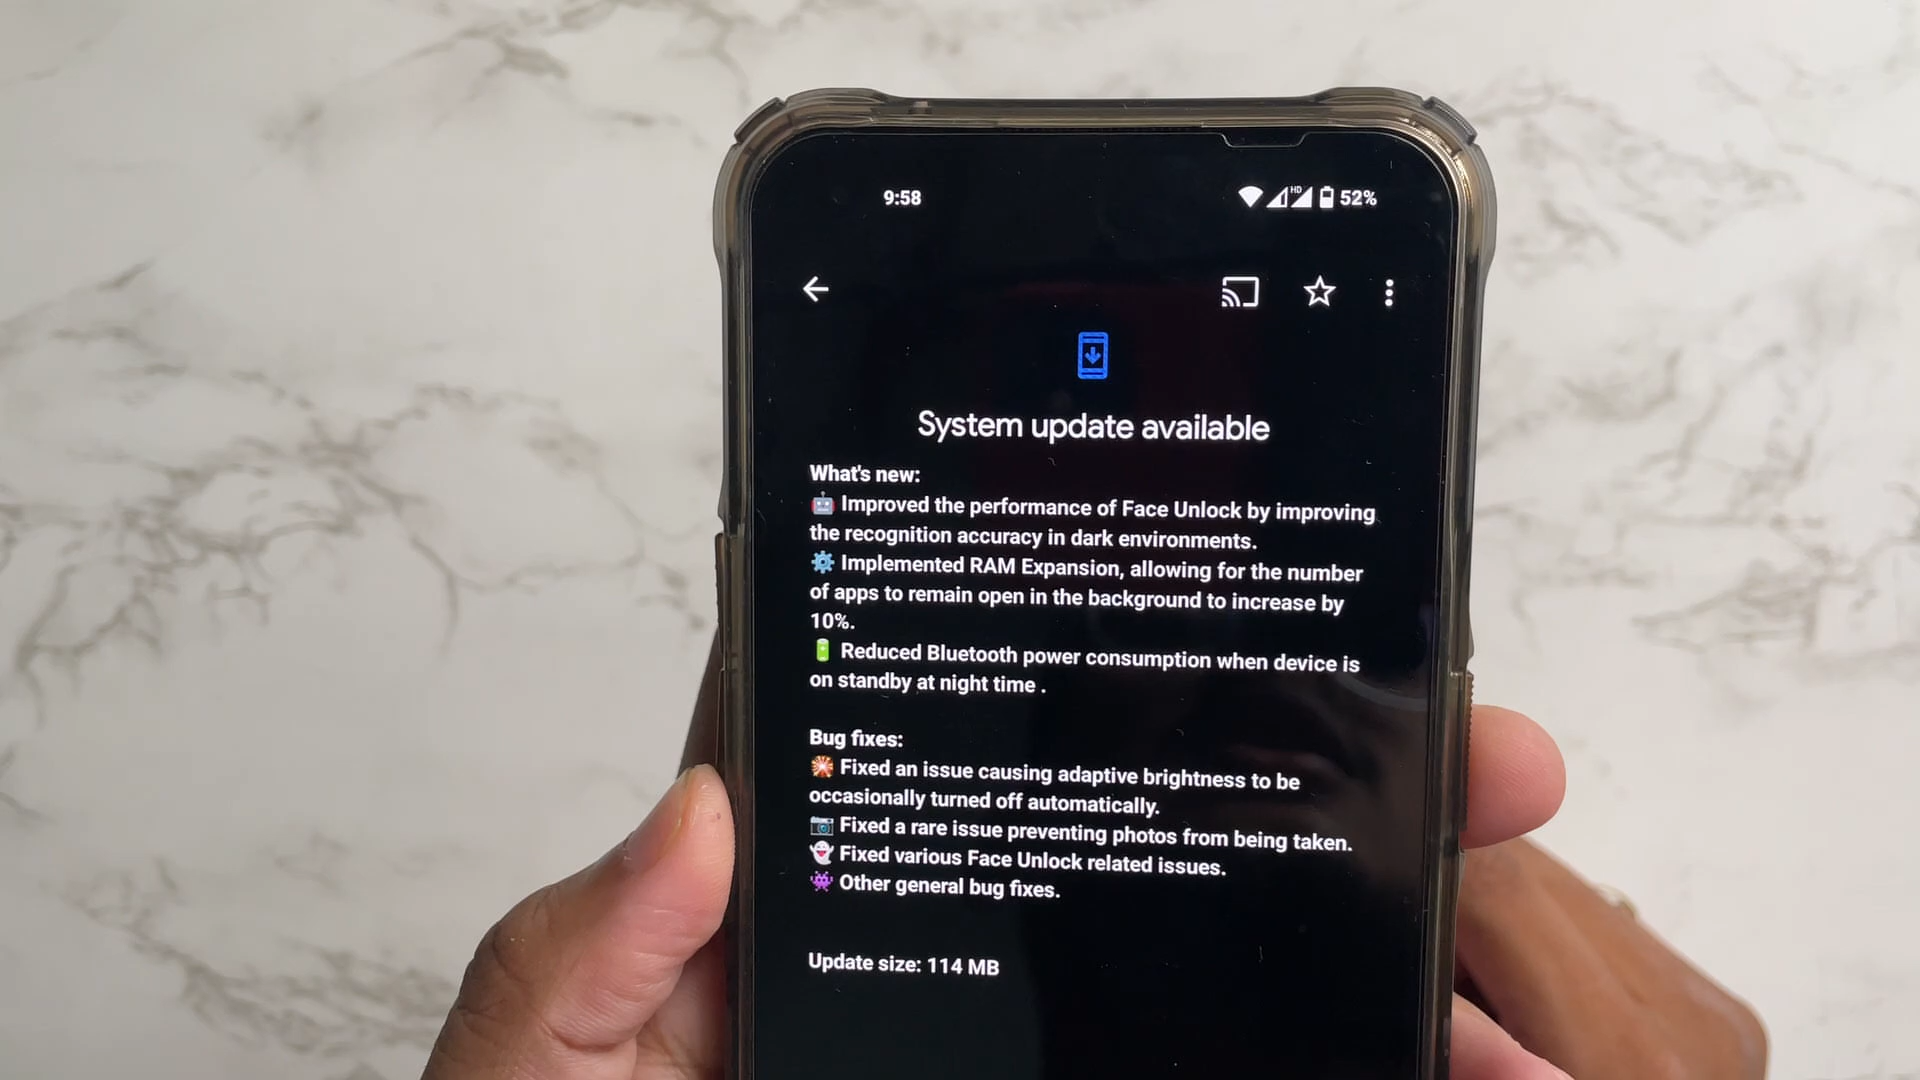 9:58 HD 52%
System update available
What's new:
🤖 Improved the performance of Face Unlock by improving
the recognition accuracy in dark environments.
⚙️ Implemented RAM Expansion, allowing for the number
of apps to remain open in the background to increase by
10%.
🔋 Reduced Bluetooth power consumption when device is
on standby at night time .
Bug fixes:
🎇 Fixed an issue causing adaptive brightness to be
occasionally turned off automatically.
📷 Fixed a rare issue preventing photos from being taken.
👻 Fixed various Face Unlock related issues.
👾 Other general bug fixes.
Update size: 114 MB